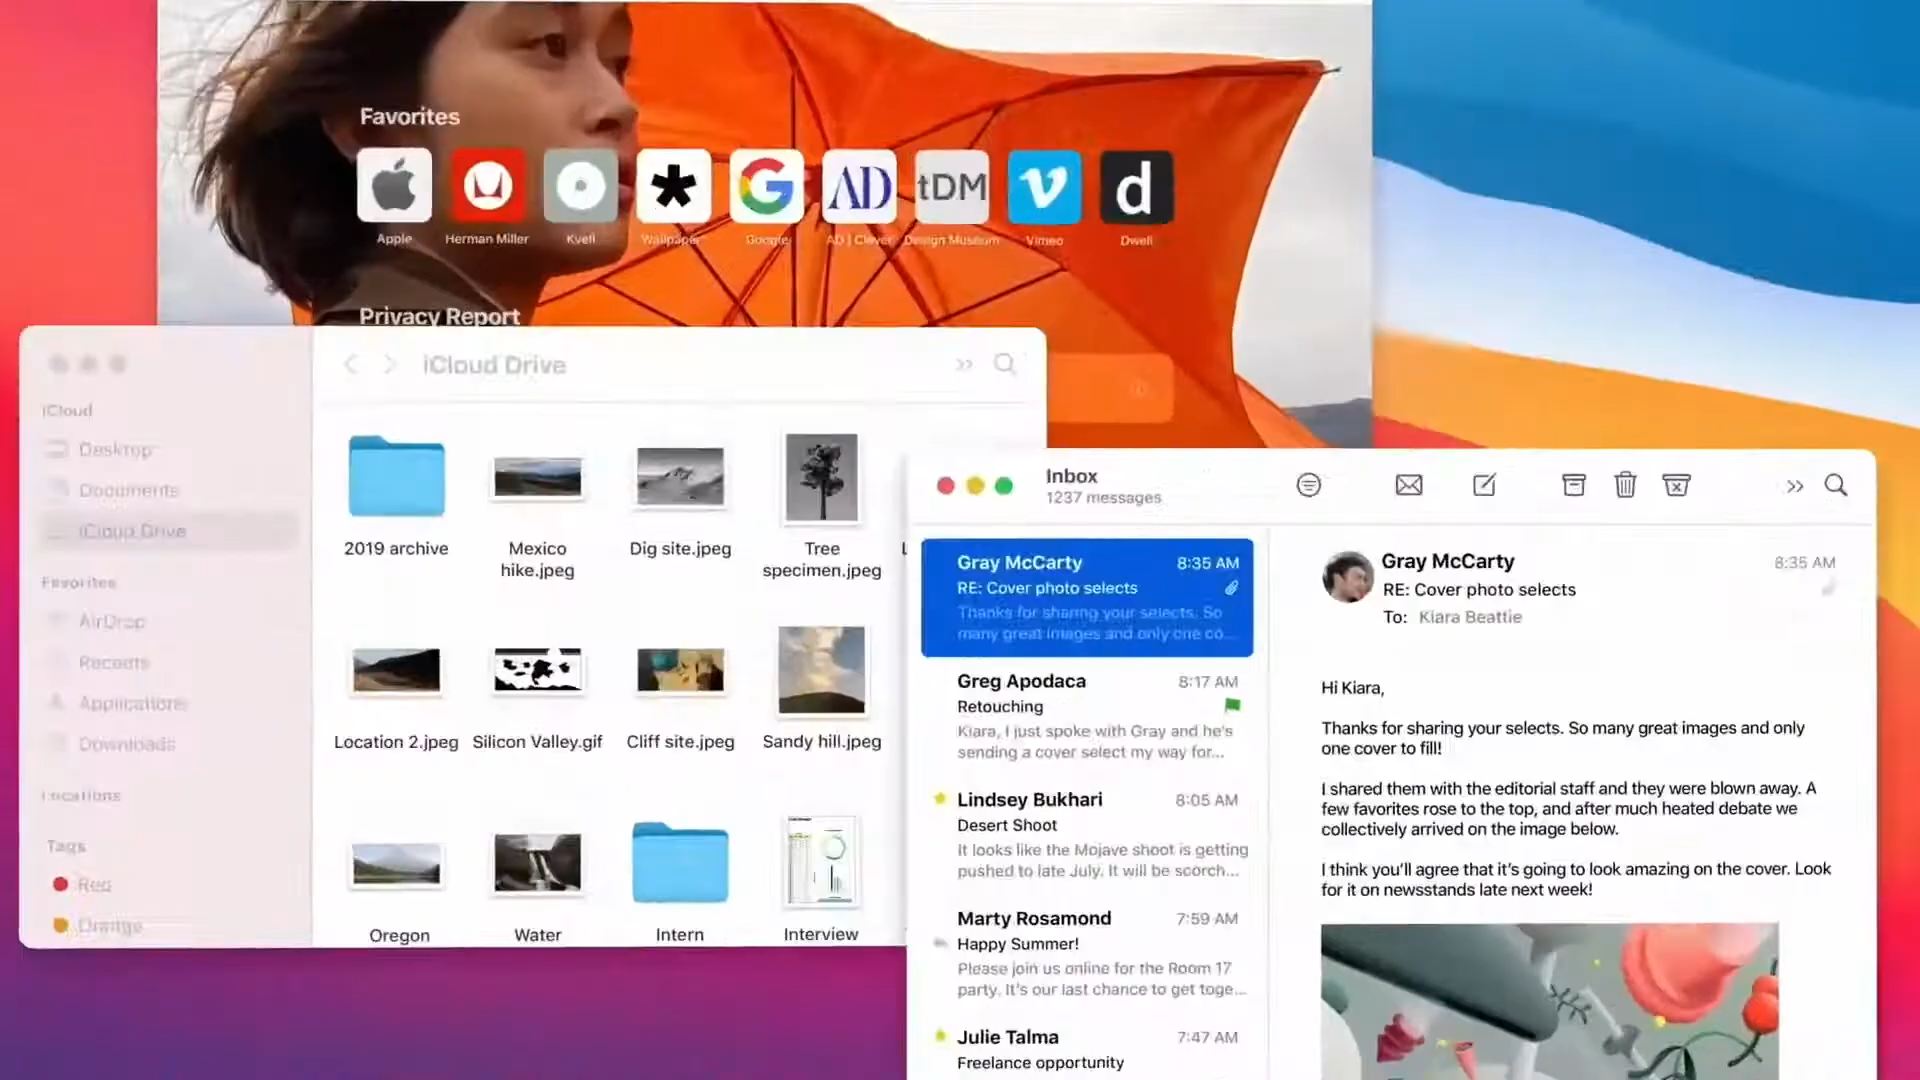 Favorites
AD
tDM
d
Apple
Herman Miller
Kvell
Wallpaper
Google
AD | Clever
Design Museum
Vimeo
Dwell
Privacy Report
iCloud
Desktop
Documents
iCloud Drive
Favorites
AirDrop
Recents
Applications
Downloads
Locations
Tags
Red
Orange
iCloud Drive
2019 archive
Mexico
hike.jpeg
Dig site.jpeg
Tree
specimen.jpeg
Location 2.jpeg
Silicon Valley.gif
Cliff site.jpeg
Sandy hill.jpeg
Oregon
Water
Intern
Interview
Inbox
1237 messages
Gray McCarty 8:35 AM
RE: Cover photo selects
Thanks for sharing your selects. So
many great images and only one co...
Greg Apodaca 8:17 AM
Retouching
Kiara, I just spoke with Gray and he's
sending a cover select my way for...
Lindsey Bukhari 8:05 AM
Desert Shoot
It looks like the Mojave shoot is getting
pushed to late July. It will be scorch...
Marty Rosamond 7:59 AM
Happy Summer!
Please join us online for the Room 17
party. It's our last chance to get toge...
Julie Talma 7:47 AM
Freelance opportunity
Gray McCarty 8:35 AM
RE: Cover photo selects
To: Kiara Beattie
Hi Kiara,
Thanks for sharing your selects. So many great images and only
one cover to fill!
I shared them with the editorial staff and they were blown away. A
few favorites rose to the top, and after much heated debate we
collectively arrived on the image below.
I think you'll agree that it's going to look amazing on the cover. Look
for it on newsstands late next week!